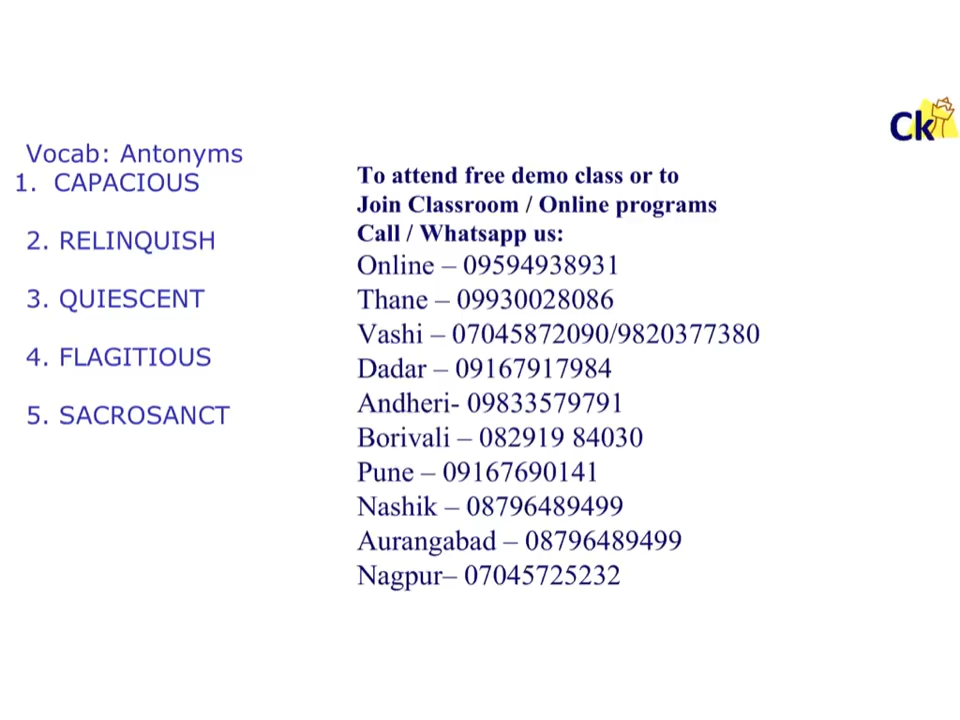 Ck
Vocab: Antonyms
1. CAPACIOUS
2. RELINQUISH
3. QUIESCENT
4. FLAGITIOUS
5. SACROSANCT
To attend free demo class or to
Join Classroom / Online programs
Call / Whatsapp us:
Online – 09594938931
Thane – 09930028086
Vashi – 07045872090/9820377380
Dadar – 09167917984
Andheri- 09833579791
Borivali – 082919 84030
Pune – 09167690141
Nashik – 08796489499
Aurangabad – 08796489499
Nagpur– 07045725232